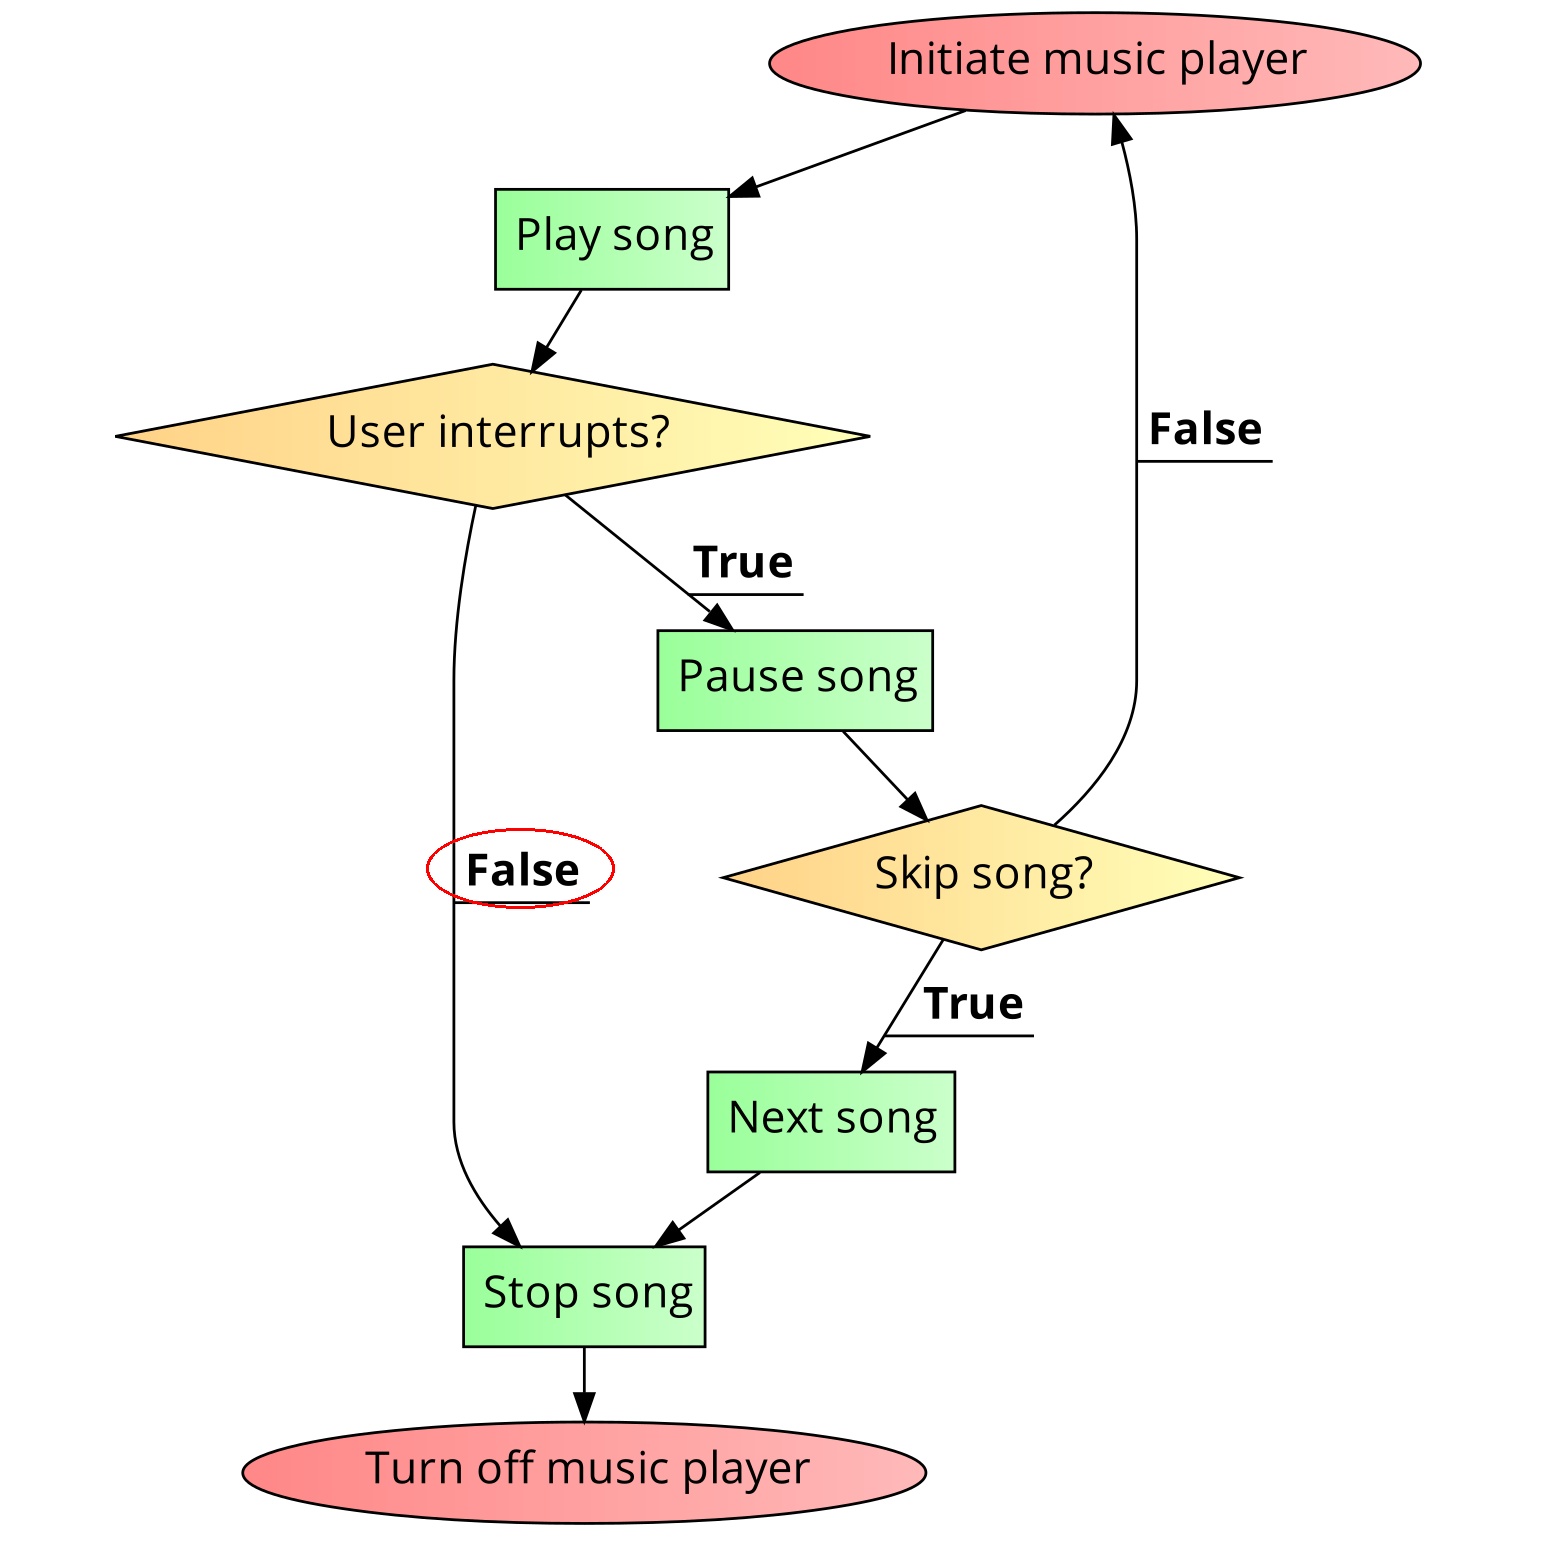 Initiate music player
Play song
User interrupts?
False
True
Pause song
False
Skip song?
True
Next song
Stop song
Turn off music player